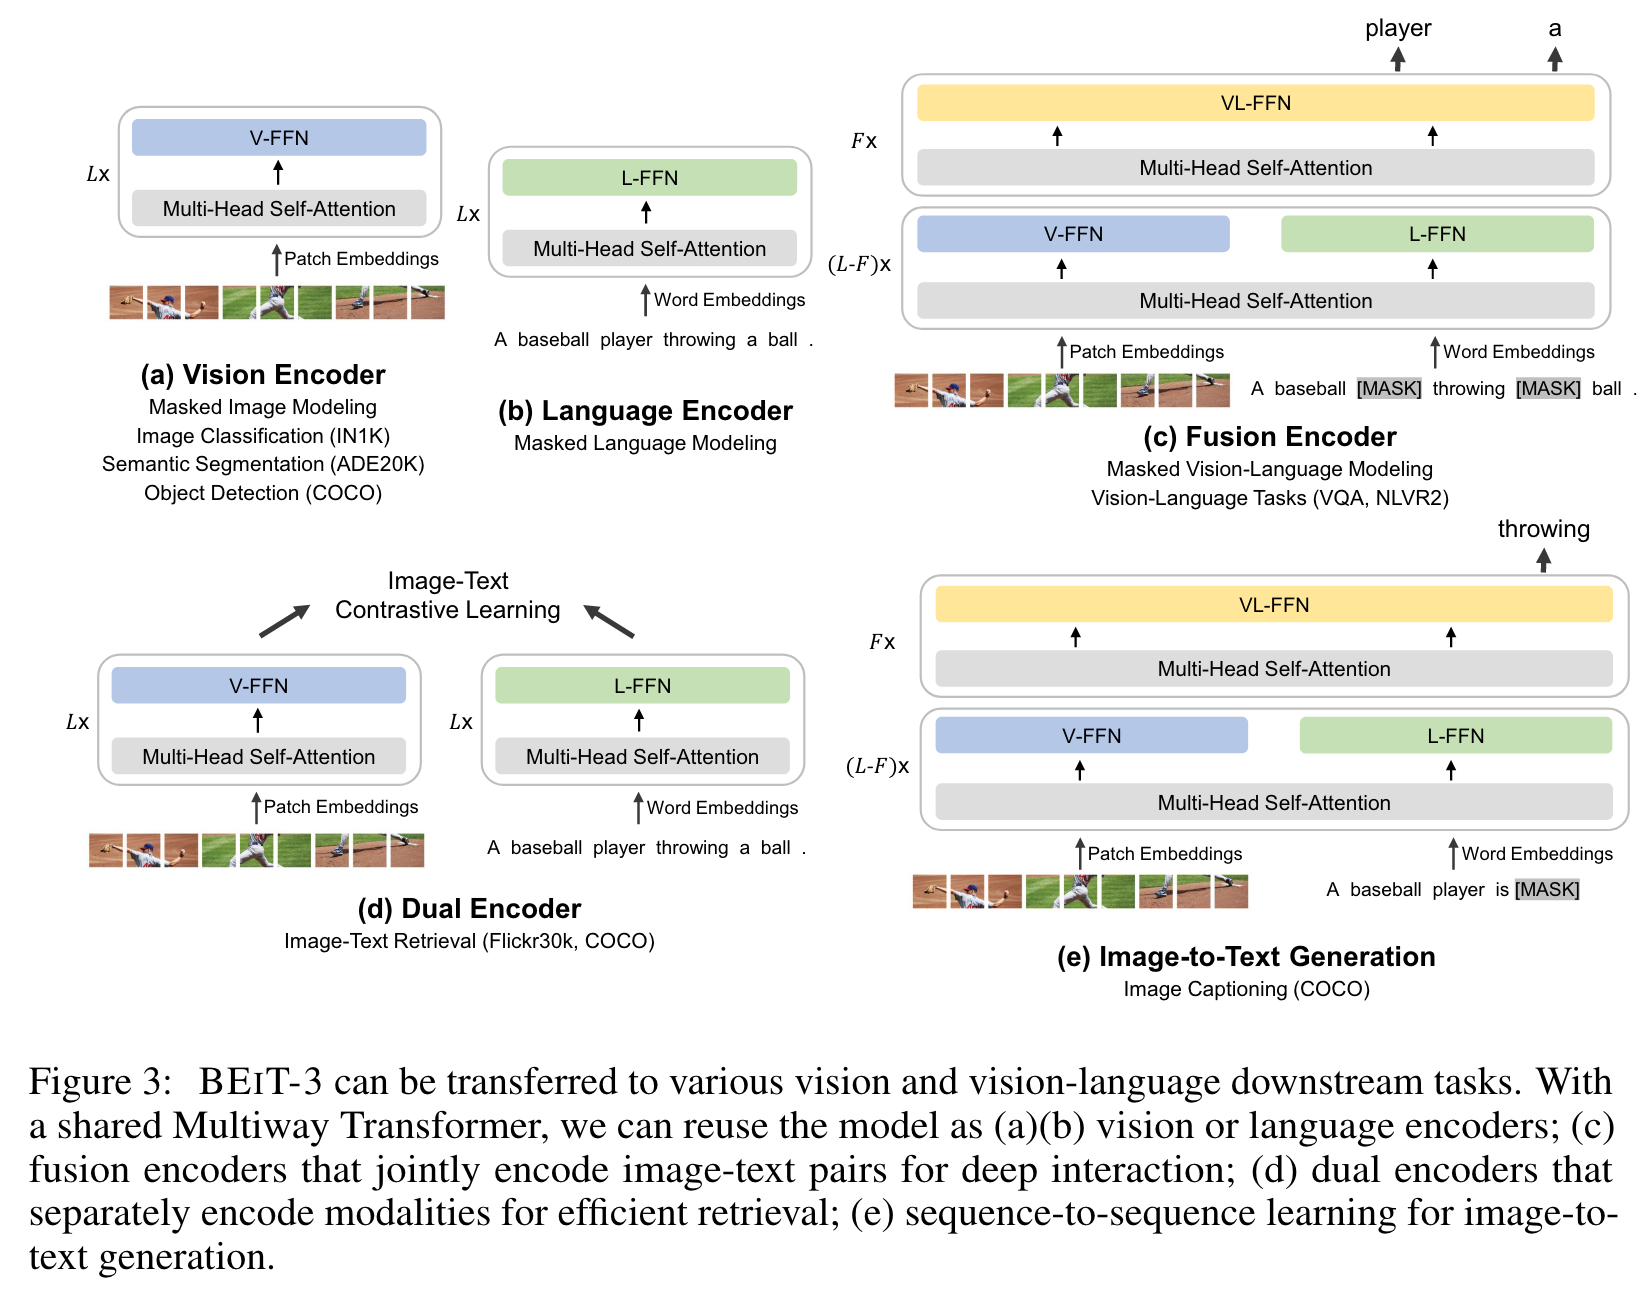 V-FFN
Lx
Multi-Head Self-Attention
Patch Embeddings
(a) Vision Encoder
Masked Image Modeling
Image Classification (IN1K)
Semantic Segmentation (ADE20K)
Object Detection (COCO)
L-FFN
Lx
Multi-Head Self-Attention
Word Embeddings
A baseball player throwing a ball .
(b) Language Encoder
Masked Language Modeling
player a
VL-FFN
Fx
Multi-Head Self-Attention
V-FFN L-FFN
(L-F)x
Multi-Head Self-Attention
Patch Embeddings Word Embeddings
A baseball [MASK] throwing [MASK] ball .
(c) Fusion Encoder
Masked Vision-Language Modeling
Vision-Language Tasks (VQA, NLVR2)
Image-Text
Contrastive Learning
V-FFN L-FFN
Lx Lx
Multi-Head Self-Attention Multi-Head Self-Attention
Patch Embeddings Word Embeddings
A baseball player throwing a ball .
(d) Dual Encoder
Image-Text Retrieval (Flickr30k, COCO)
throwing
VL-FFN
Fx
Multi-Head Self-Attention
V-FFN L-FFN
(L-F)x
Multi-Head Self-Attention
Patch Embeddings Word Embeddings
A baseball player is [MASK]
(e) Image-to-Text Generation
Image Captioning (COCO)
Figure 3: BEIT-3 can be transferred to various vision and vision-language downstream tasks. With
a shared Multiway Transformer, we can reuse the model as (a)(b) vision or language encoders; (c)
fusion encoders that jointly encode image-text pairs for deep interaction; (d) dual encoders that
separately encode modalities for efficient retrieval; (e) sequence-to-sequence learning for image-to-
text generation.